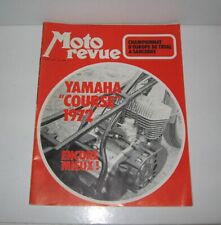 Moto
revue
CHAMPIONNAT
D'EUROPE DE TRIAL
A SANCERRE
YAMAHA
"COURSE"
1972
ENCORE
MIEUX !